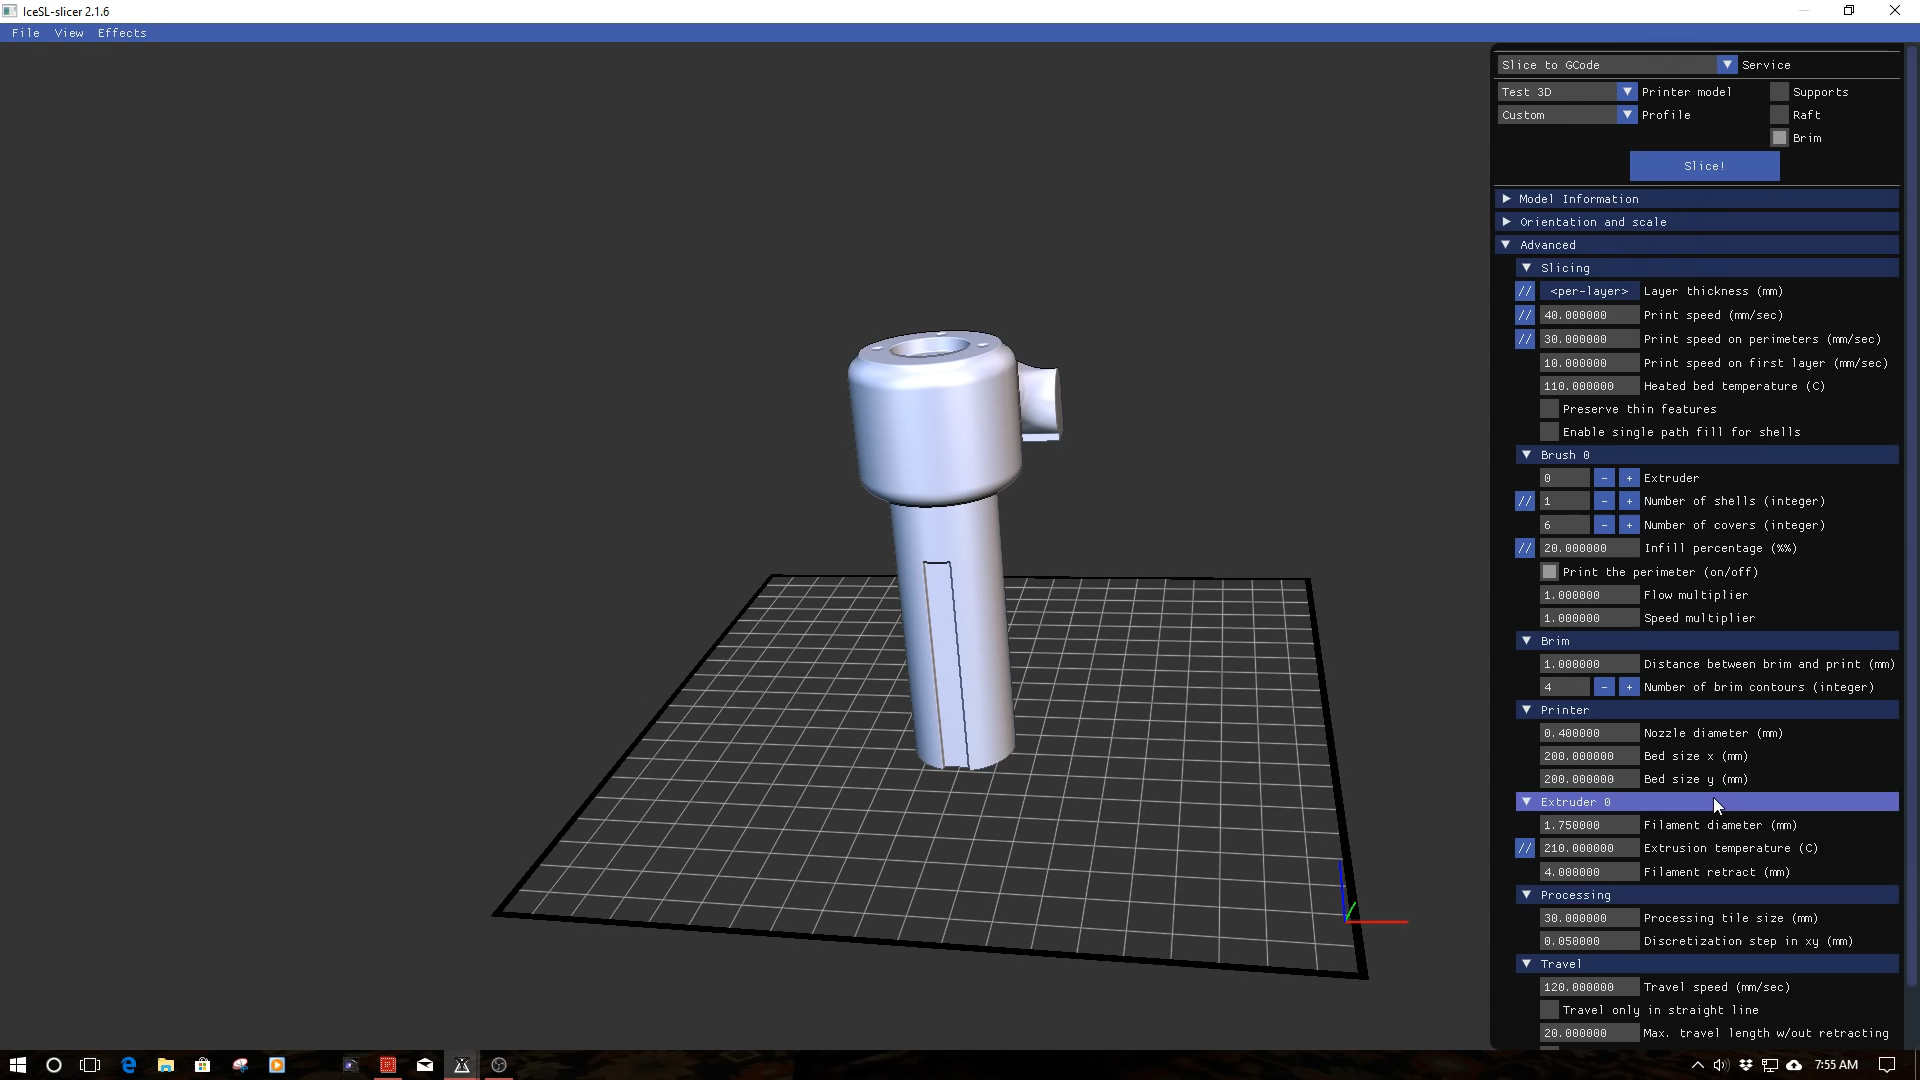 IceSL-slicer 2.1.6
File View Effects
Slice to GCode Service
Test 3D Printer model Supports
Custom Profile Raft
Brim
Slice!
Model Information
Orientation and scale
Advanced
Slicing
// <per-layer> Layer thickness (mm)
// 40.000000 Print speed (mm/sec)
// 30.000000 Print speed on perimeters (mm/sec)
10.000000 Print speed on first layer (mm/sec)
110.000000 Heated bed temperature (C)
Preserve thin features
Enable single path fill for shells
Brush 0
0 - + Extruder
// 1 - + Number of shells (integer)
6 - + Number of covers (integer)
// 20.000000 Infill percentage (%%)
Print the perimeter (on/off)
1.000000 Flow multiplier
1.000000 Speed multiplier
Brim
1.000000 Distance between brim and print (mm)
4 - + Number of brim contours (integer)
Printer
0.400000 Nozzle diameter (mm)
200.000000 Bed size x (mm)
200.000000 Bed size y (mm)
Extruder 0
1.750000 Filament diameter (mm)
// 210.000000 Extrusion temperature (C)
4.000000 Filament retract (mm)
Processing
30.000000 Processing tile size (mm)
0.050000 Discretization step in xy (mm)
Travel
120.000000 Travel speed (mm/sec)
Travel only in straight line
20.000000 Max. travel length w/out retracting
7:55 AM